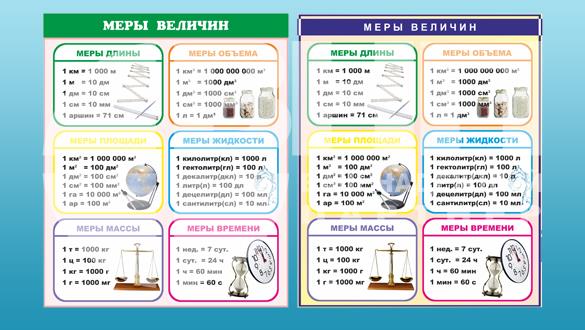 МЕРЫ ВЕЛИЧИН
МЕРЫ ДЛИНЫ
1 км = 1 000 м
1 м = 10 дм
1 дм = 10 см
1 см = 10 мм
1 аршин = 71 см
МЕРЫ ОБЪЕМА
1 км³ = 1 000 000 000 м³
1 м³ = 1000 дм³
1 дм³ = 1000 см³
1 см³ = 1000 мм³
1 л = 1 дм³
МЕРЫ ПЛОЩАДИ
1 км² = 1 000 000 м²
1 м² = 100 дм²
1 дм² = 100 см²
1 см² = 100 мм²
1 га = 10 000 м²
1 ар = 100 м²
МЕРЫ ЖИДКОСТИ
1 килолитр(кл) = 1000 л
1 гектолитр(гл) = 100 л
1 декалитр(дкл) = 10 л
1 литр(л) = 100 дл
1 децелитр(дл) = 100 мл
1 сантилитр(сл) = 10 мл
МЕРЫ МАССЫ
1 т = 1000 кг
1 ц = 100 кг
1 кг = 1000 г
1 г = 1000 мг
МЕРЫ ВРЕМЕНИ
1 нед. = 7 сут.
1 сут. = 24 ч
1 ч = 60 мин
1 мин = 60 с
МЕРЫ ВЕЛИЧИН
МЕРЫ ДЛИНЫ
1 км = 1 000 м
1 м = 10 дм
1 дм = 10 см
1 см = 10 мм
1 аршин = 71 см
МЕРЫ ОБЪЕМА
1 км³ = 1 000 000 000 м³
1 м³ = 1000 дм³
1 дм³ = 1000 см³
1 см³ = 1000 мм³
1 л = 1 дм³
МЕРЫ ПЛОЩАДИ
1 км² = 1 000 000 м²
1 м² = 100 дм²
1 дм² = 100 см²
1 см² = 100 мм²
1 га = 10 000 м²
1 ар = 100 м²
МЕРЫ ЖИДКОСТИ
1 килолитр(кл) = 1000 л
1 гектолитр(гл) = 100 л
1 декалитр(дкл) = 10 л
1 литр(л) = 100 дл
1 децелитр(дл) = 100 мл
1 сантилитр(сл) = 10 мл
МЕРЫ МАССЫ
1 т = 1000 кг
1 ц = 100 кг
1 кг = 1000 г
1 г = 1000 мг
МЕРЫ ВРЕМЕНИ
1 нед. = 7 сут.
1 сут. = 24 ч
1 ч = 60 мин
1 мин = 60 с